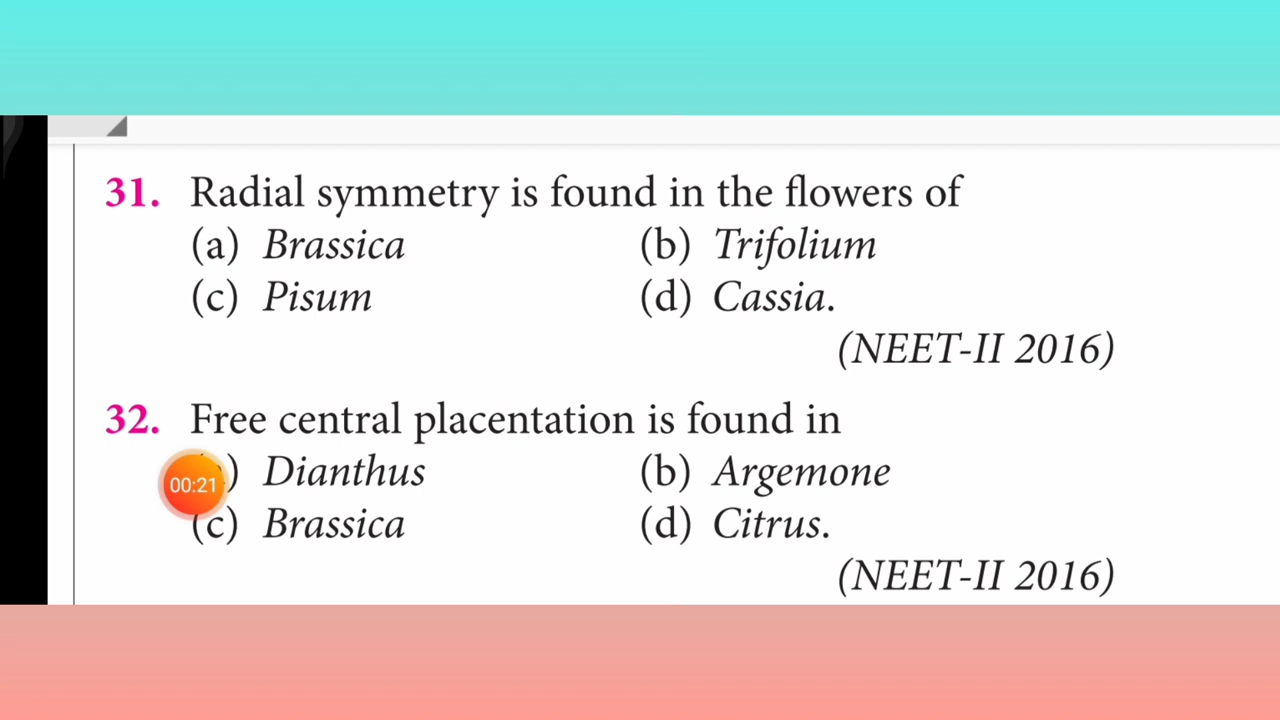 31. Radial symmetry is found in the flowers of
(a) Brassica (b) Trifolium
(c) Pisum (d) Cassia.
(NEET-II 2016)
32. Free central placentation is found in
) Dianthus (b) Argemone
00:21
(c) Brassica (d) Citrus.
(NEET-II 2016)